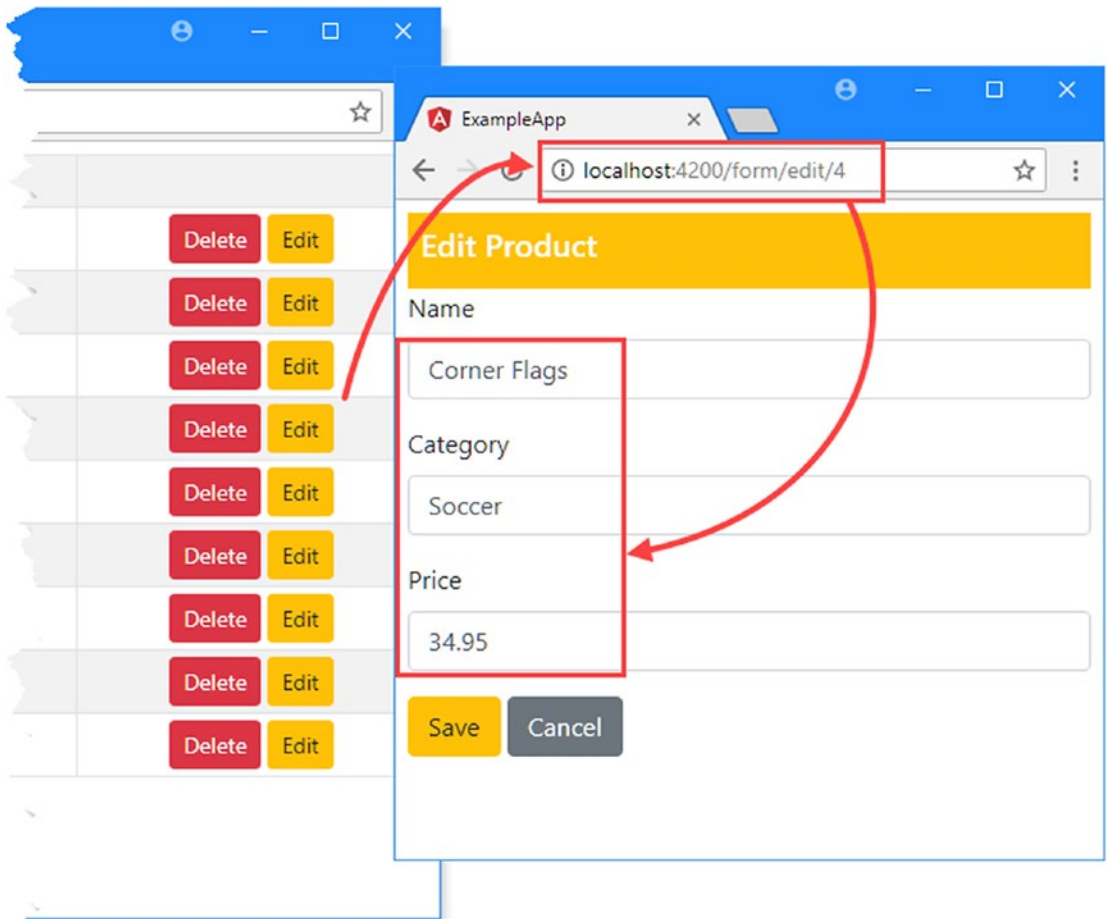 Delete Edit
Delete Edit
Delete Edit
Delete Edit
Delete Edit
Delete Edit
Delete Edit
Delete Edit
Delete Edit
ExampleApp
localhost:4200/form/edit/4
Edit Product
Name
Corner Flags
Category
Soccer
Price
34.95
Save Cancel